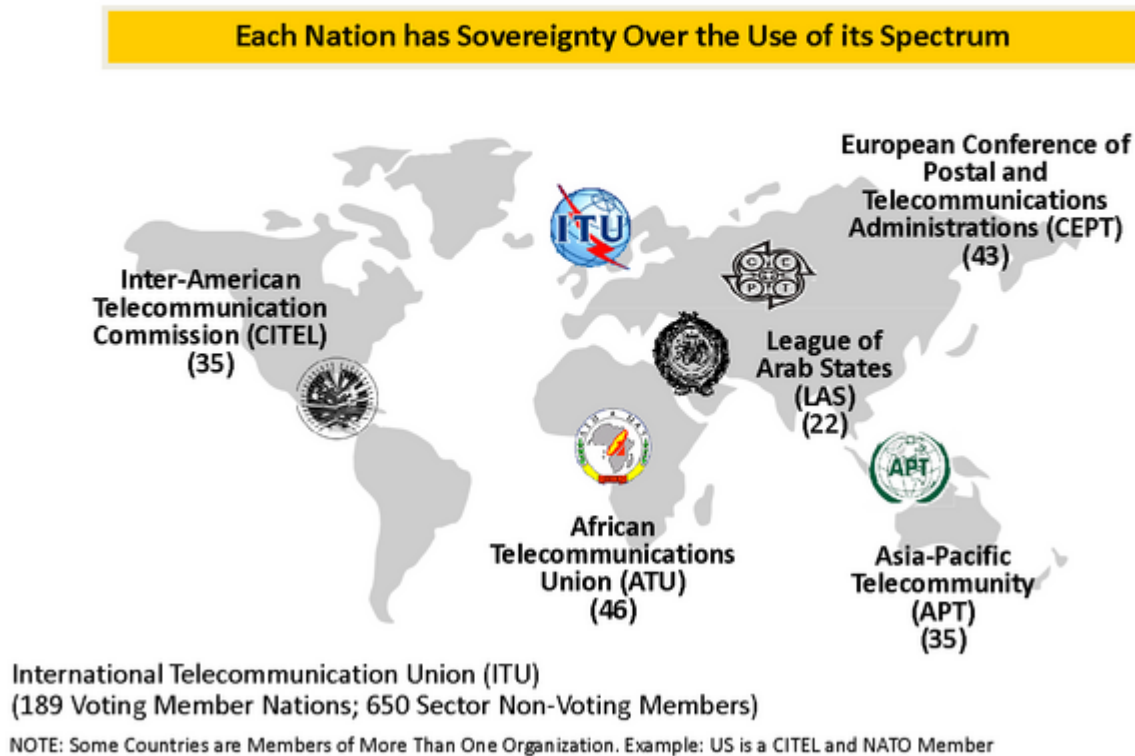 Each Nation has Sovereignty Over the Use of its Spectrum
European Conference of
Postal and
Telecommunications
Administrations (CEPT)
(43)
ITU
C E
P T
Inter-American
Telecommunication
Commission (CITEL)
(35)
League of
Arab States
(LAS)
(22)
APT
African
Telecommunications
Union (ATU)
(46)
Asia-Pacific
Telecommunity
(APT)
(35)
International Telecommunication Union (ITU)
(189 Voting Member Nations; 650 Sector Non-Voting Members)
NOTE: Some Countries are Members of More Than One Organization. Example: US is a CITEL and NATO Member